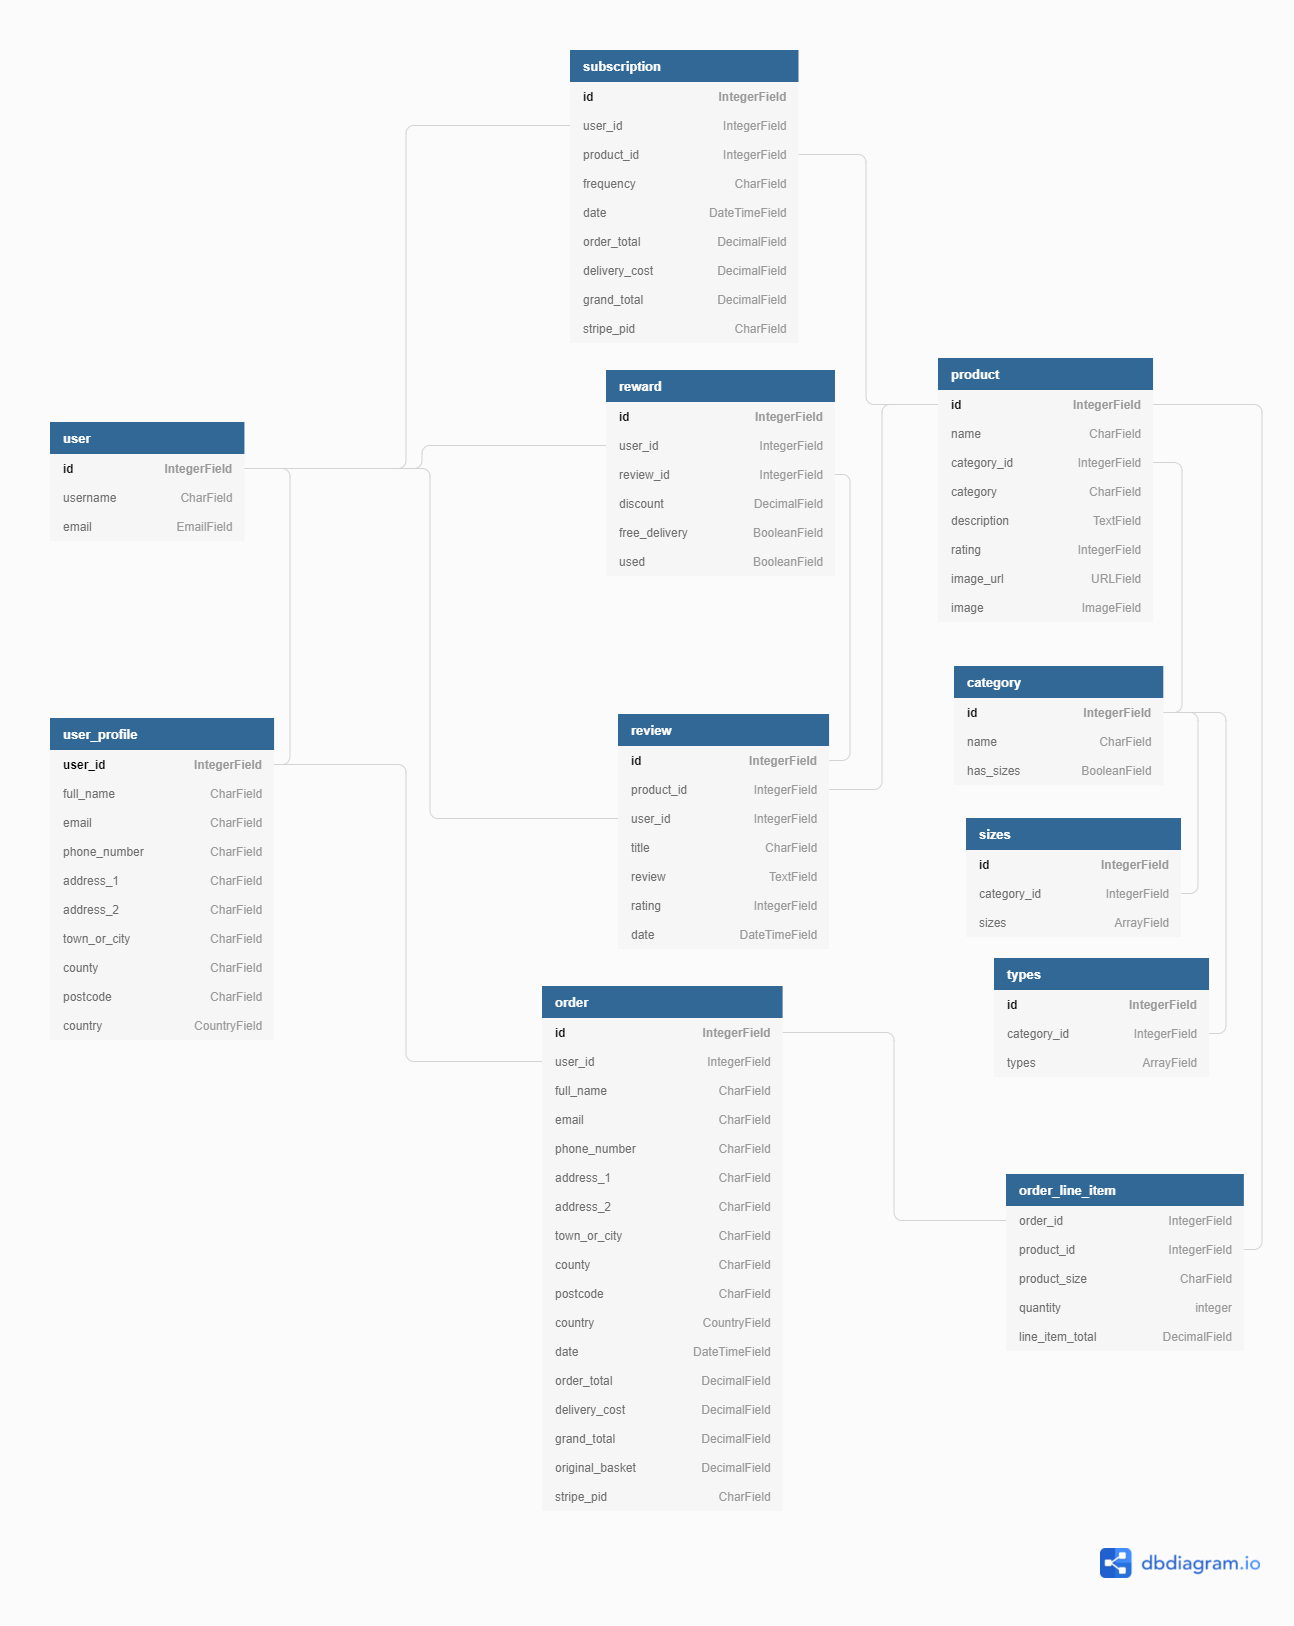 subscription
id IntegerField
user_id IntegerField
product_id IntegerField
frequency CharField
date DateTimeField
order_total DecimalField
delivery_cost DecimalField
grand_total DecimalField
stripe_pid CharField
reward
id IntegerField
user_id IntegerField
review_id IntegerField
discount DecimalField
free_delivery BooleanField
used BooleanField
product
id IntegerField
name CharField
category_id IntegerField
category CharField
description TextField
rating IntegerField
image_url URLField
image ImageField
user
id IntegerField
username CharField
email EmailField
category
id IntegerField
name CharField
has_sizes BooleanField
user_profile
user_id IntegerField
full_name CharField
email CharField
phone_number CharField
address_1 CharField
address_2 CharField
town_or_city CharField
county CharField
postcode CharField
country CountryField
review
id IntegerField
product_id IntegerField
user_id IntegerField
title CharField
review TextField
rating IntegerField
date DateTimeField
sizes
id IntegerField
category_id IntegerField
sizes ArrayField
types
id IntegerField
category_id IntegerField
types ArrayField
order
id IntegerField
user_id IntegerField
full_name CharField
email CharField
phone_number CharField
address_1 CharField
address_2 CharField
town_or_city CharField
county CharField
postcode CharField
country CountryField
date DateTimeField
order_total DecimalField
delivery_cost DecimalField
grand_total DecimalField
original_basket DecimalField
stripe_pid CharField
order_line_item
order_id IntegerField
product_id IntegerField
product_size CharField
quantity integer
line_item_total DecimalField
dbdiagram.io